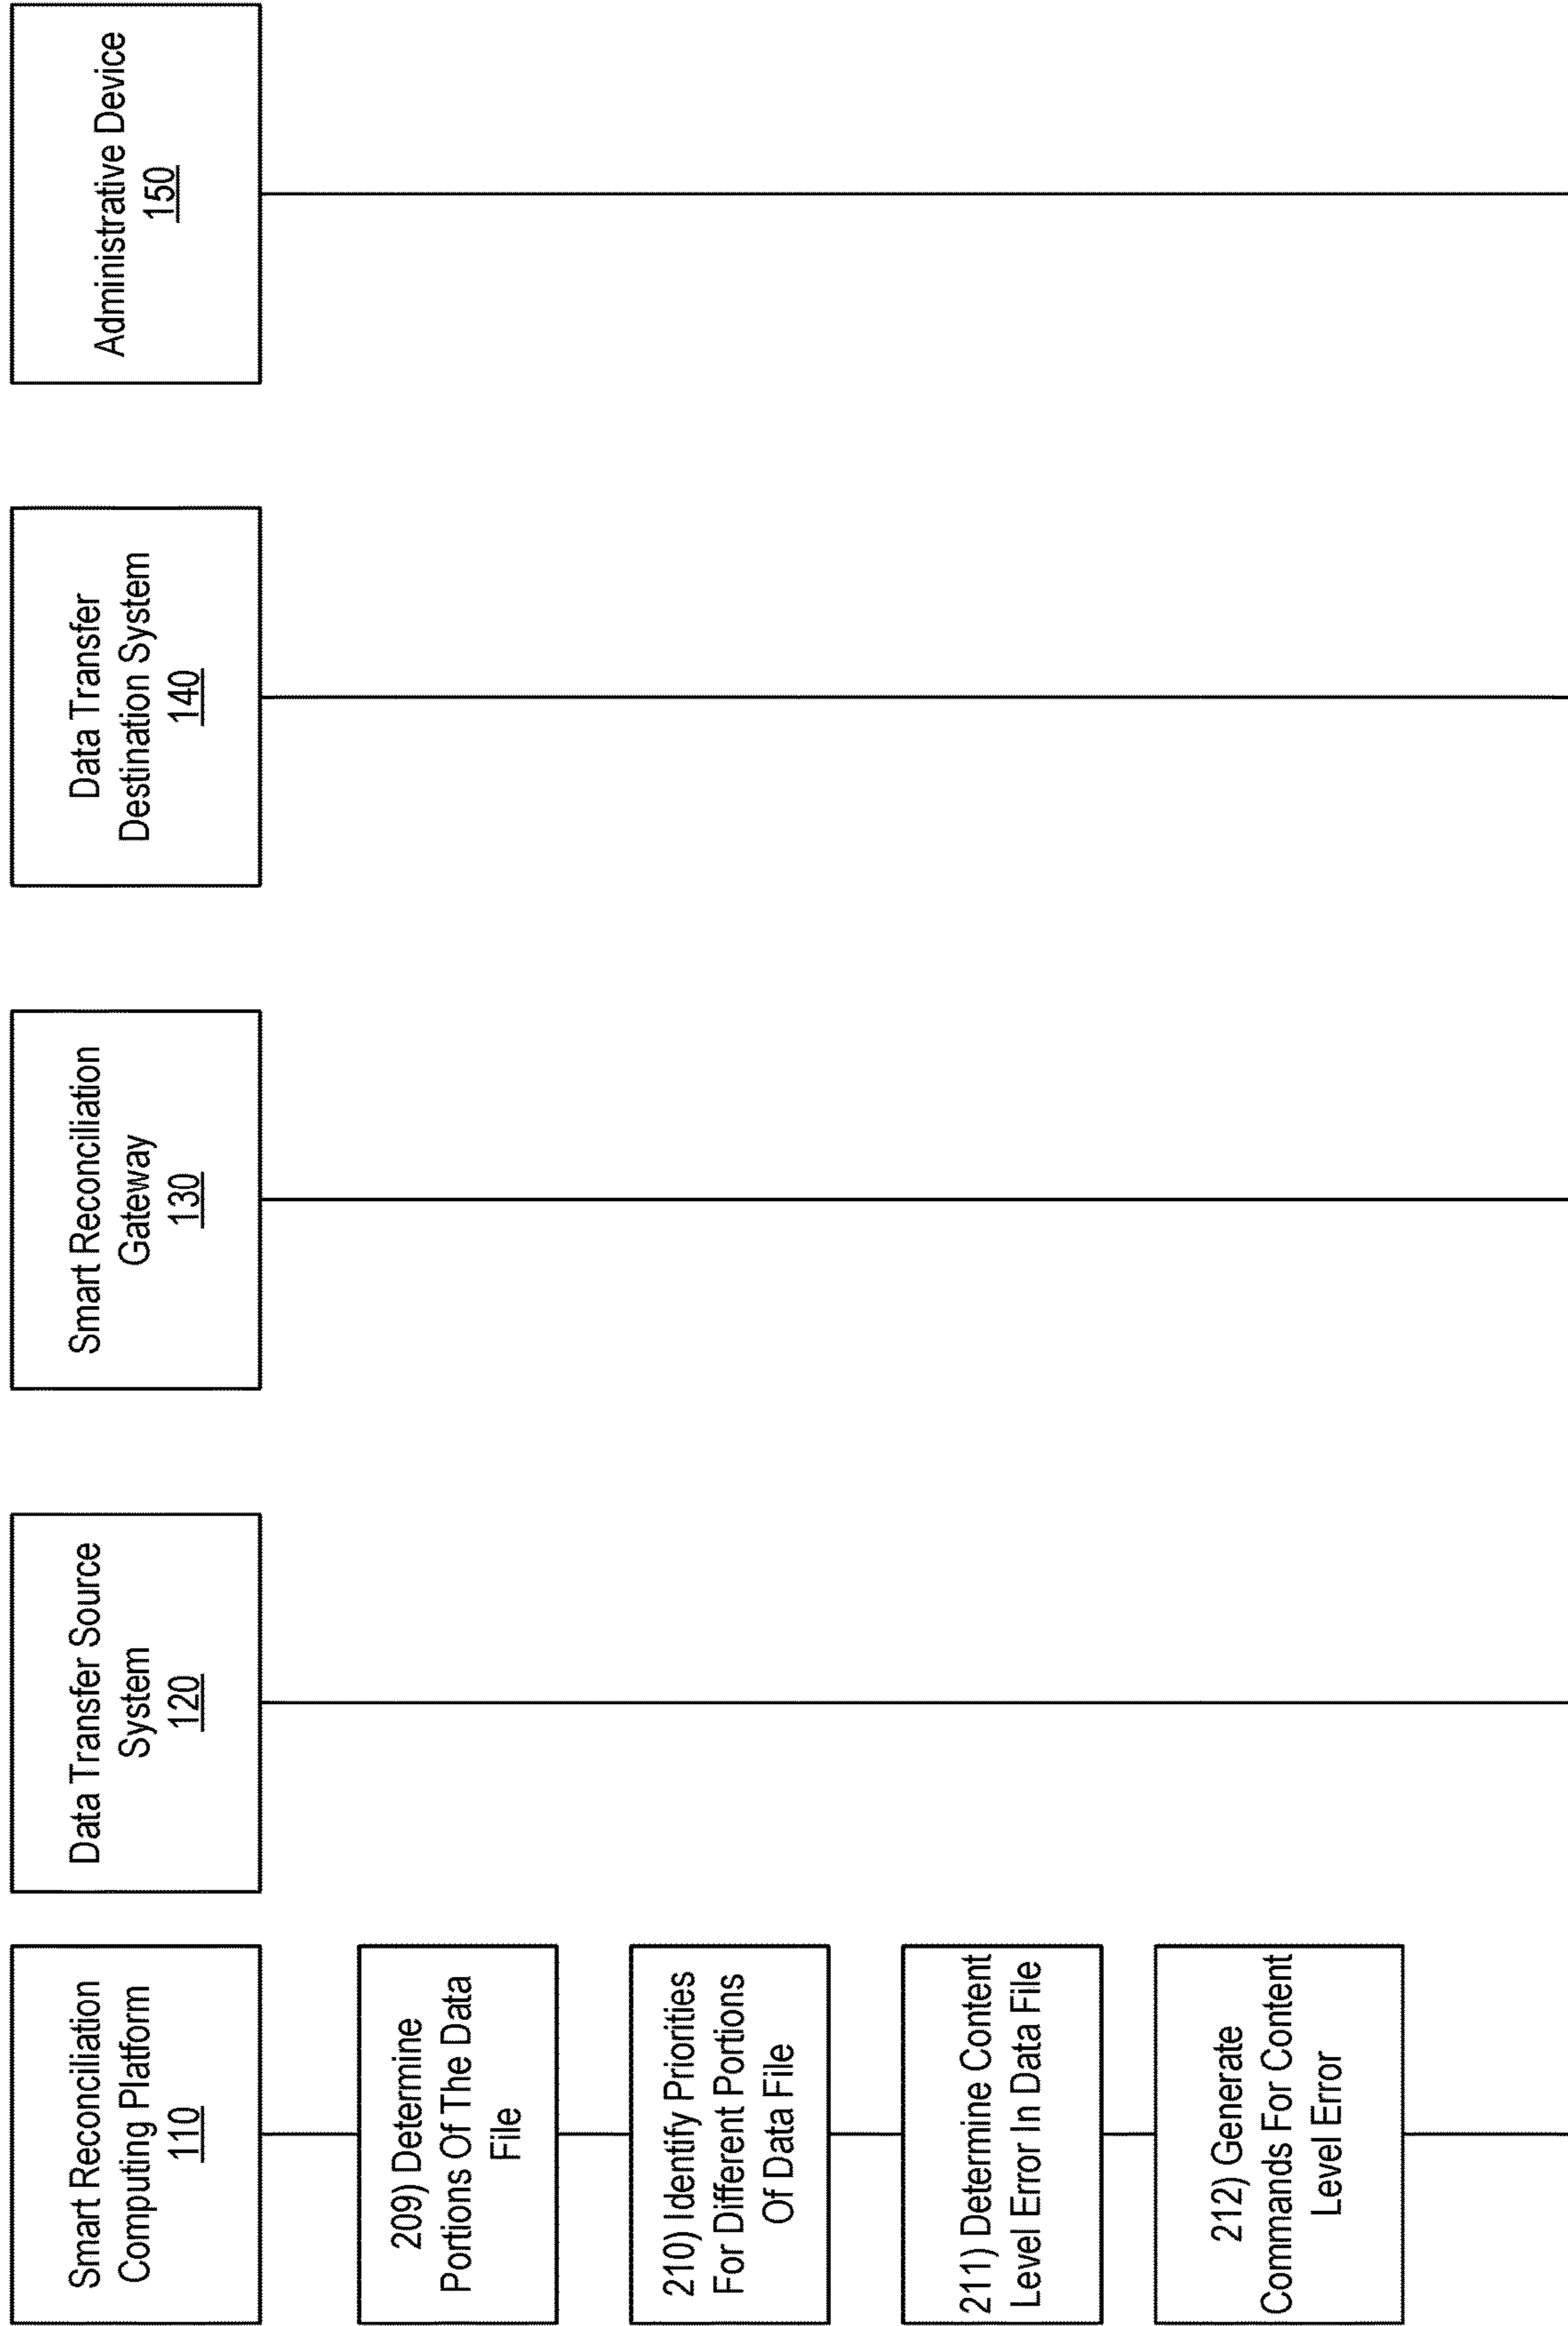 Smart Reconciliation
Computing Platform
110
Data Transfer Source
System
120
Smart Reconciliation
Gateway
130
Data Transfer
Destination System
140
Administrative Device
150
209) Determine
Portions Of The Data
File
210) Identify Priorities
For Different Portions
Of Data File
211) Determine Content
Level Error In Data File
212) Generate
Commands For Content
Level Error